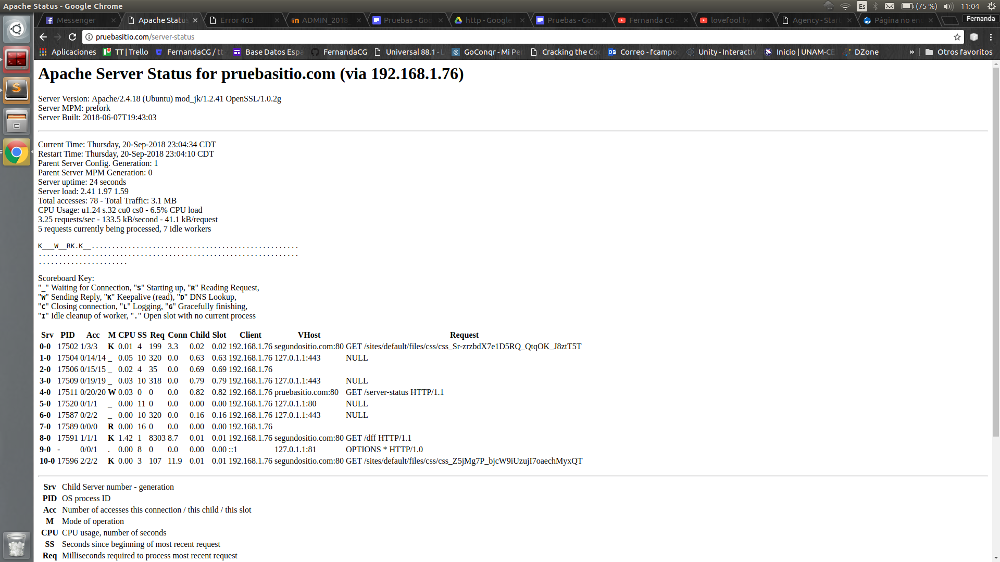 Apache Status - Google Chrome
Es (75 %) 11:04
Messenger Apache Status Error 403 ADMIN_2018 Pruebas - Goo http - Google Pruebas - Goo Fernanda CG lovefool by Agency - Start Página no en Fernanda
pruebasitio.com/server-status
Aplicaciones TT | Trello FernandaCG / tt Base Datos Espa FernandaCG Universal 88.1 - L GoConqr - Mi Per Cracking the Co Correo - fcampos Unity - Interactiv Inicio | UNAM-CE DZone » Otros favoritos
Apache Server Status for pruebasitio.com (via 192.168.1.76)
Server Version: Apache/2.4.18 (Ubuntu) mod_jk/1.2.41 OpenSSL/1.0.2g
Server MPM: prefork
Server Built: 2018-06-07T19:43:03
Current Time: Thursday, 20-Sep-2018 23:04:34 CDT
Restart Time: Thursday, 20-Sep-2018 23:04:10 CDT
Parent Server Config. Generation: 1
Parent Server MPM Generation: 0
Server uptime: 24 seconds
Server load: 2.41 1.97 1.59
Total accesses: 78 - Total Traffic: 3.1 MB
CPU Usage: u1.24 s.32 cu0 cs0 - 6.5% CPU load
3.25 requests/sec - 133.5 kB/second - 41.1 kB/request
5 requests currently being processed, 7 idle workers
K___W__RK.K__...................................................
................................................................
......................
Scoreboard Key:
"_" Waiting for Connection, "S" Starting up, "R" Reading Request,
"W" Sending Reply, "K" Keepalive (read), "D" DNS Lookup,
"C" Closing connection, "L" Logging, "G" Gracefully finishing,
"I" Idle cleanup of worker, "." Open slot with no current process
Srv PID Acc M CPU SS Req Conn Child Slot Client VHost Request
0-0 17502 1/3/3 K 0.01 4 199 3.3 0.02 0.02 192.168.1.76 segundositio.com:80 GET /sites/default/files/css/css_Sr-zrzbdX7e1D5RQ_QtqOK_J8ztT5T
1-0 17504 0/14/14 _ 0.05 10 320 0.0 0.63 0.63 192.168.1.76 127.0.1.1:443 NULL
2-0 17506 0/15/15 _ 0.02 4 35 0.0 0.69 0.69 192.168.1.76
3-0 17509 0/19/19 _ 0.03 10 318 0.0 0.79 0.79 192.168.1.76 127.0.1.1:443 NULL
4-0 17511 0/20/20 W 0.03 0 0 0.0 0.82 0.82 192.168.1.76 pruebasitio.com:80 GET /server-status HTTP/1.1
5-0 17520 0/1/1 _ 0.00 11 0 0.0 0.00 0.00 192.168.1.76 127.0.1.1:80 NULL
6-0 17587 0/2/2 _ 0.00 10 320 0.0 0.16 0.16 192.168.1.76 127.0.1.1:443 NULL
7-0 17589 0/0/0 R 0.00 16 0 0.0 0.00 0.00 192.168.1.76
8-0 17591 1/1/1 K 1.42 1 8303 8.7 0.01 0.01 192.168.1.76 segundositio.com:80 GET /dff HTTP/1.1
9-0 - 0/0/1 . 0.00 8 0 0.0 0.00 0.00 ::1 127.0.1.1:81 OPTIONS * HTTP/1.0
10-0 17596 2/2/2 K 0.00 3 107 11.9 0.01 0.01 192.168.1.76 segundositio.com:80 GET /sites/default/files/css/css_Z5jMg7P_bjcW9iUzujI7oaechMyxQT
Srv Child Server number - generation
PID OS process ID
Acc Number of accesses this connection / this child / this slot
M Mode of operation
CPU CPU usage, number of seconds
SS Seconds since beginning of most recent request
Req Milliseconds required to process most recent request